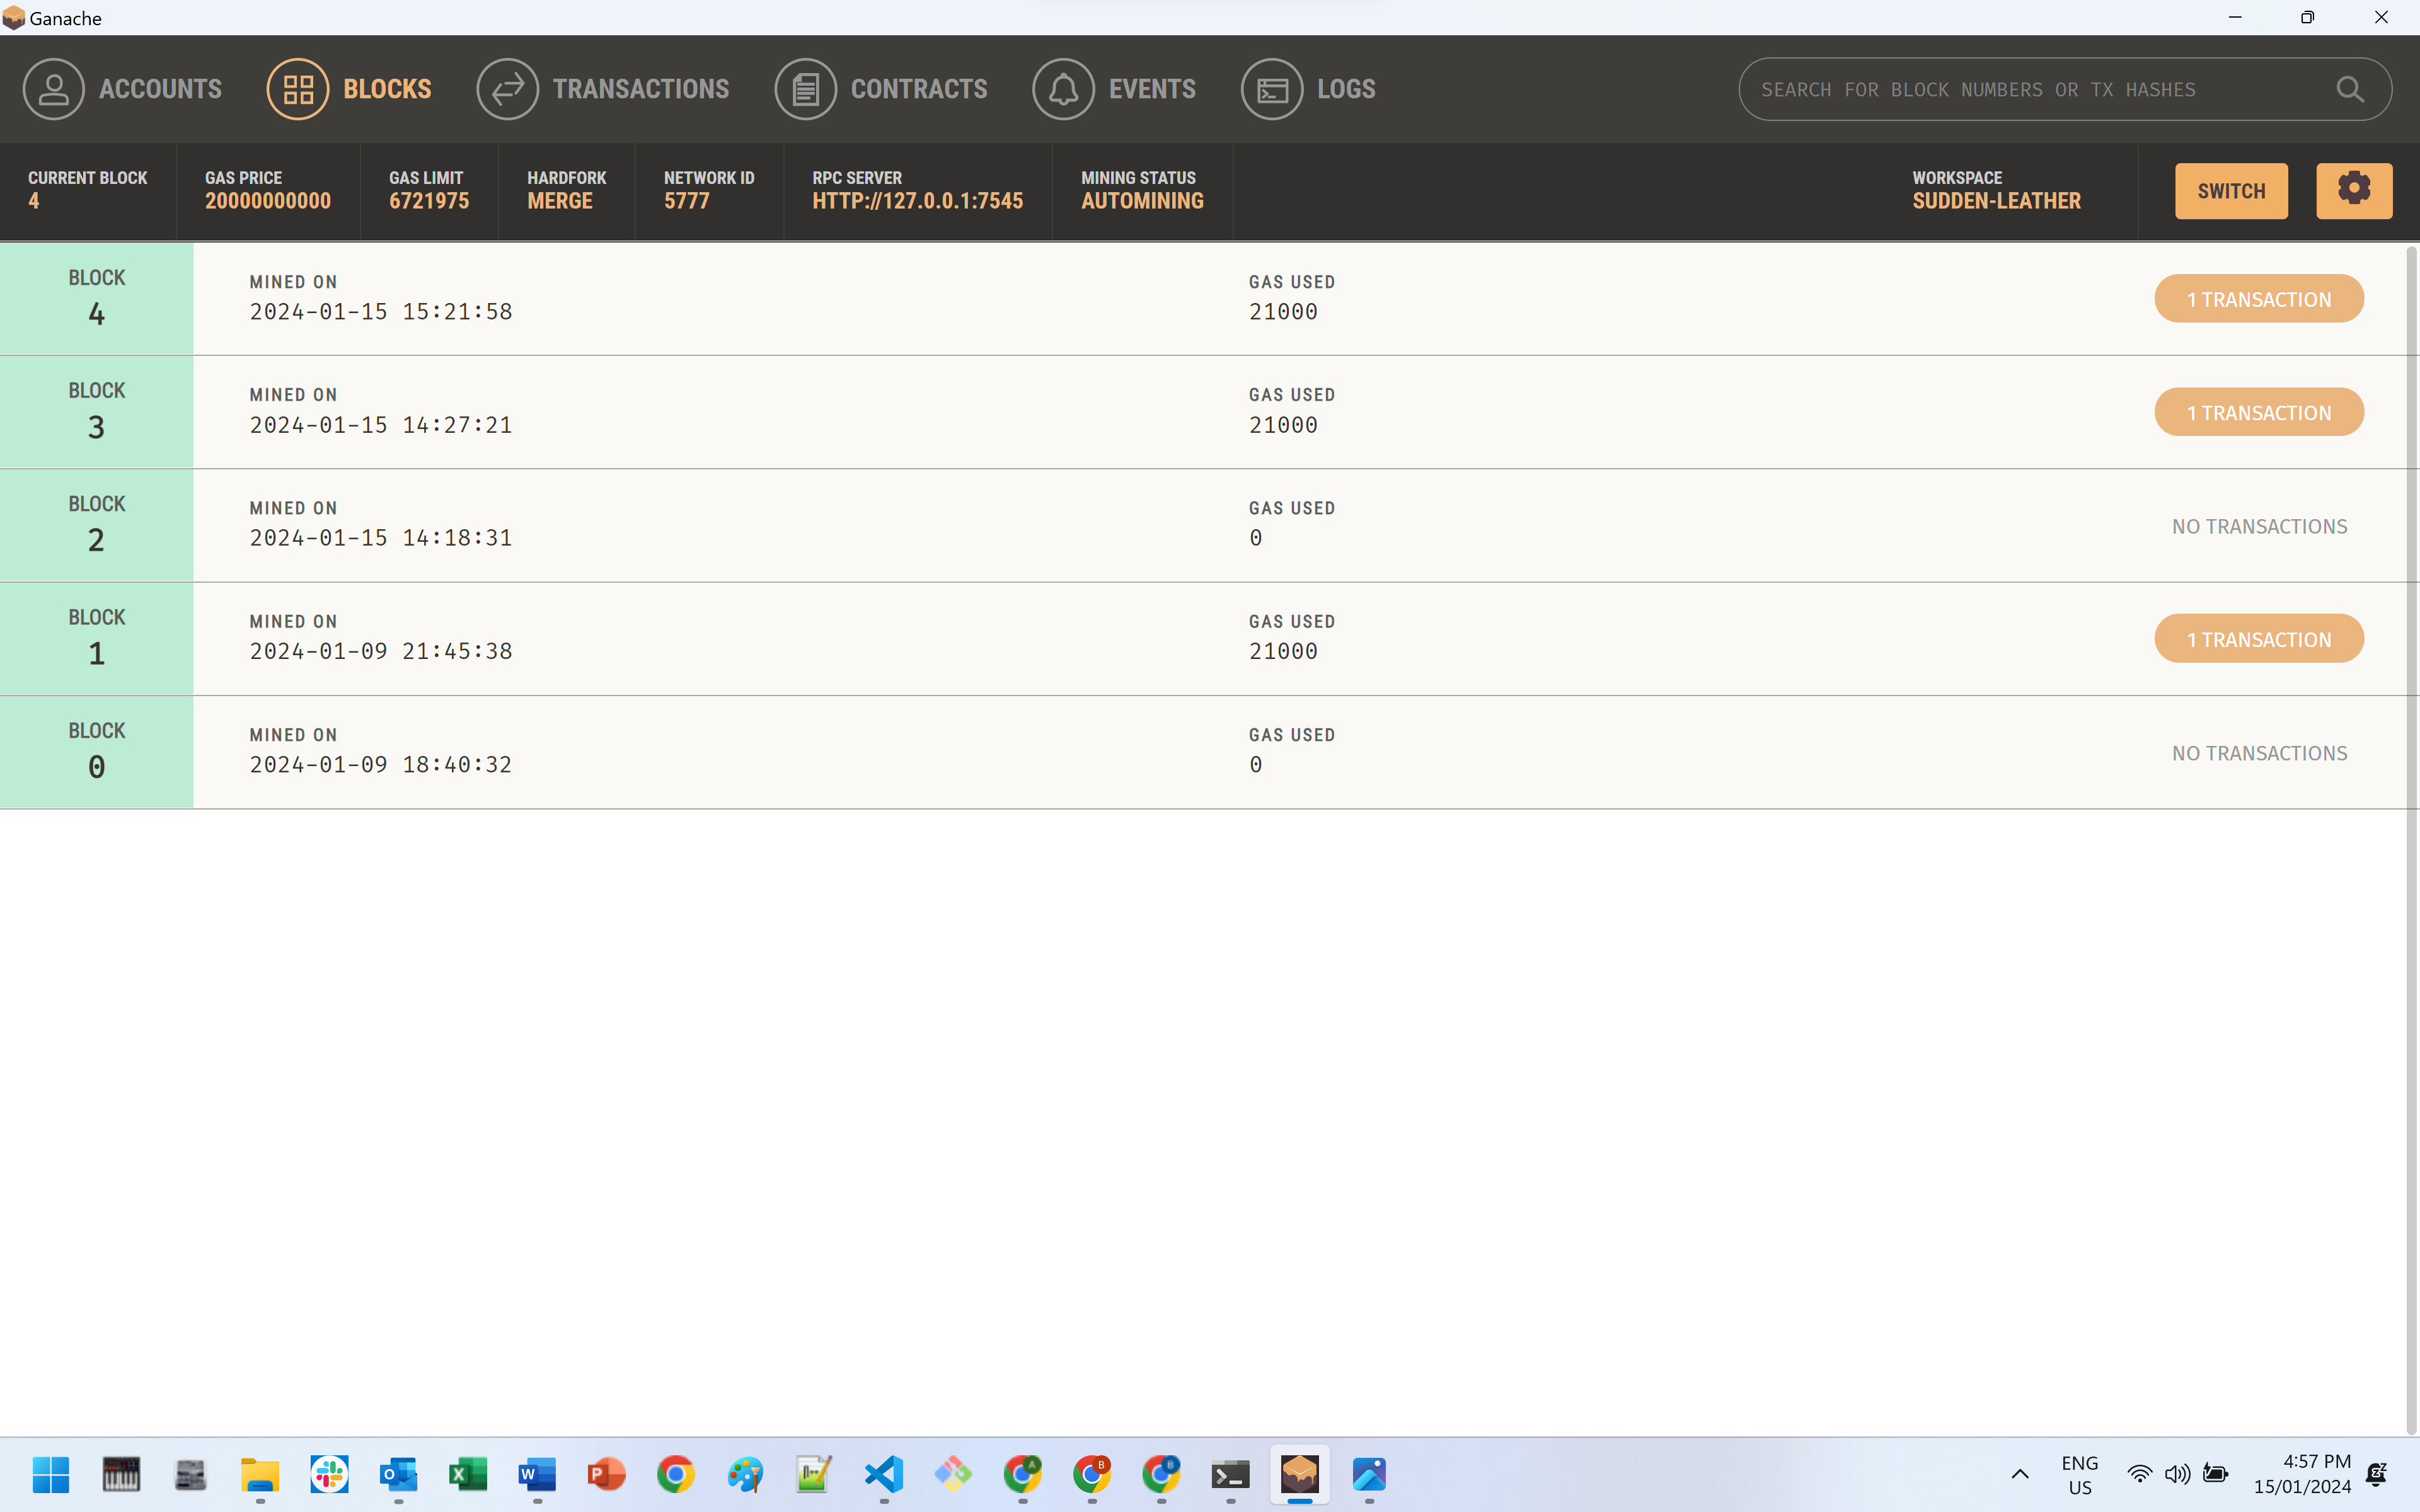 Ganache
ACCOUNTS BLOCKS TRANSACTIONS CONTRACTS EVENTS LOGS SEARCH FOR BLOCK NUMBERS OR TX HASHES
CURRENT BLOCK GAS PRICE GAS LIMIT HARDFORK NETWORK ID RPC SERVER MINING STATUS WORKSPACE
4 20000000000 6721975 MERGE 5777 HTTP://127.0.0.1:7545 AUTOMINING SUDDEN-LEATHER SWITCH
BLOCK MINED ON GAS USED
4 2024-01-15 15:21:58 21000 1 TRANSACTION
BLOCK MINED ON GAS USED
3 2024-01-15 14:27:21 21000 1 TRANSACTION
BLOCK MINED ON GAS USED
2 2024-01-15 14:18:31 0 NO TRANSACTIONS
BLOCK MINED ON GAS USED
1 2024-01-09 21:45:38 21000 1 TRANSACTION
BLOCK MINED ON GAS USED
0 2024-01-09 18:40:32 0 NO TRANSACTIONS
ENG 4:57 PM
US 15/01/2024